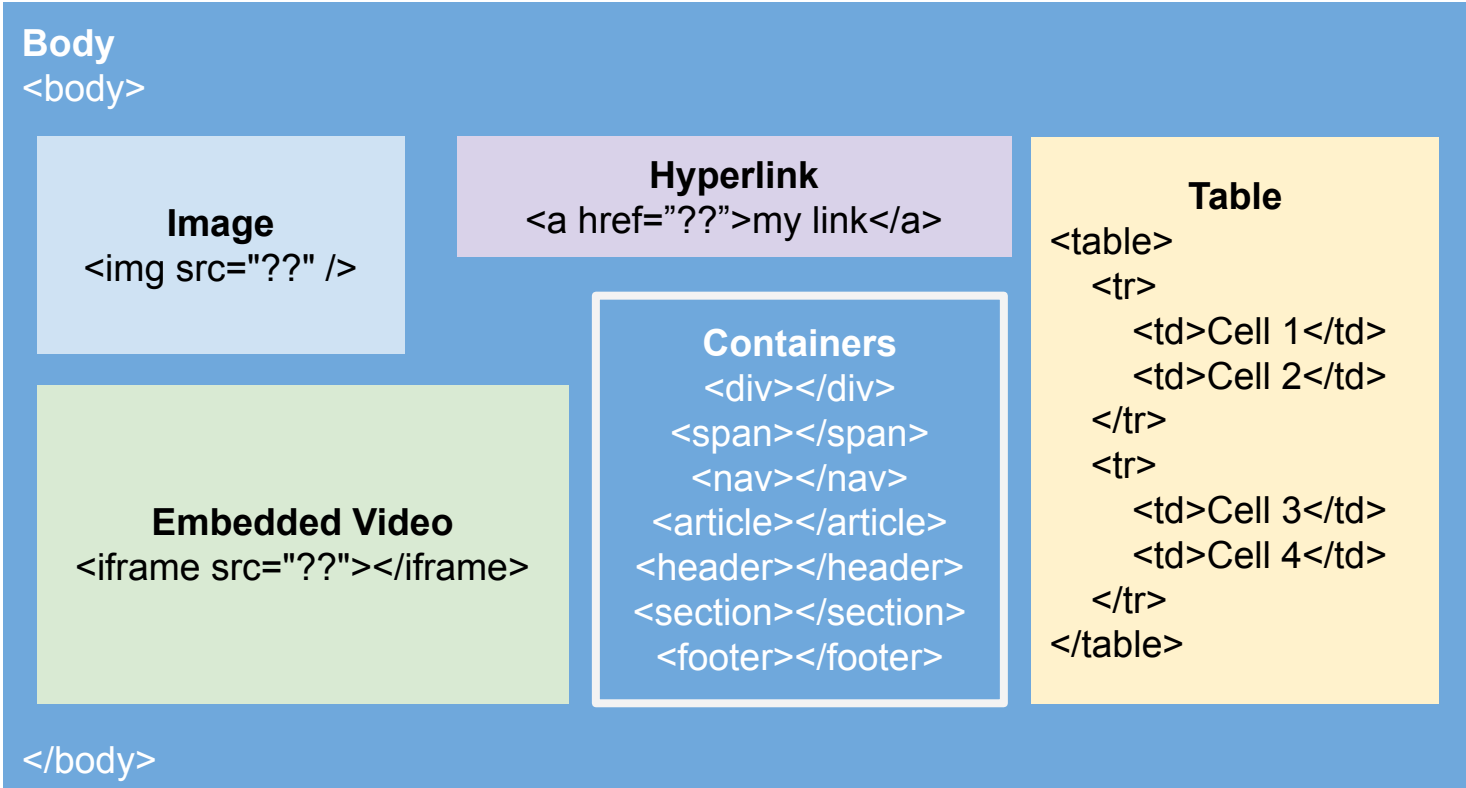 Body
<body>
Image
<img src="??" />
Hyperlink
<a href=”??”>my link</a>
Embedded Video
<iframe src="??"></iframe>
Containers
<div></div>
<span></span>
<nav></nav>
<article></article>
<header></header>
<section></section>
<footer></footer>
Table
<table>
<tr>
<td>Cell 1</td>
<td>Cell 2</td>
</tr>
<tr>
<td>Cell 3</td>
<td>Cell 4</td>
</tr>
</table>
</body>